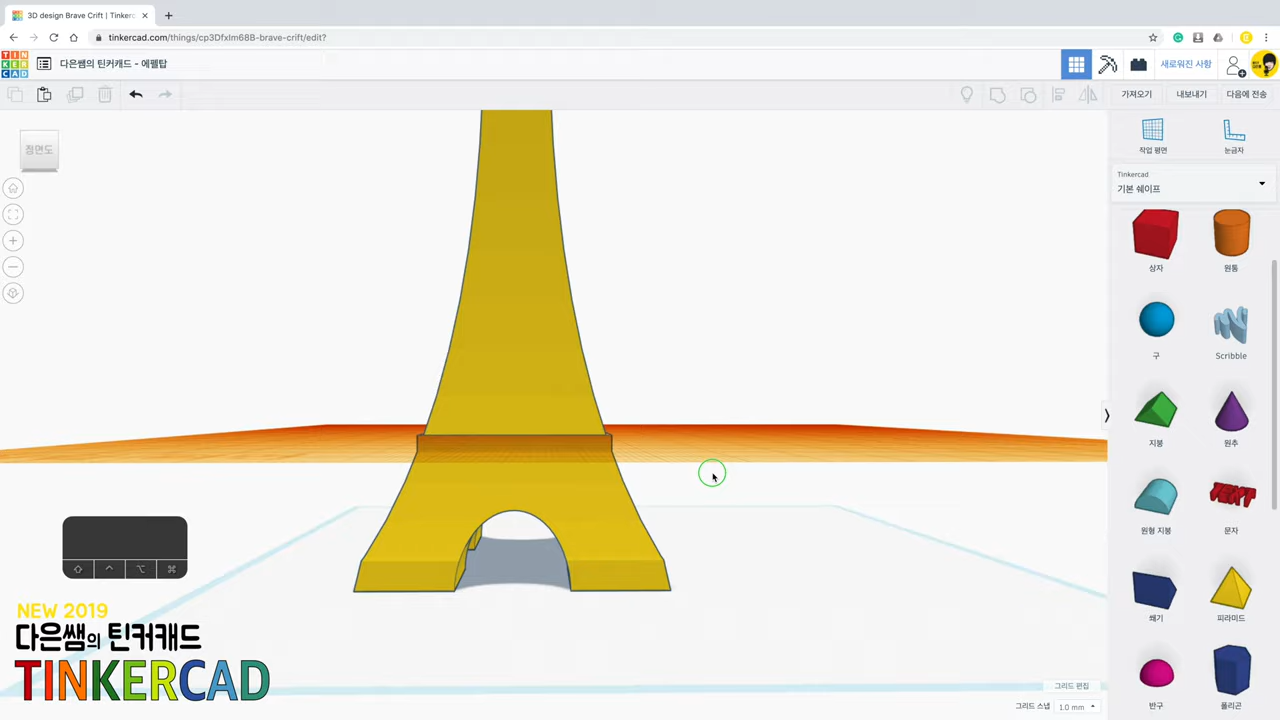 3D design Brave Crift | Tinkerc
tinkercad.com/things/cp3Dfxlm68B-brave-crift/edit?
TIN
KER
CAD
다은쌤의 틴커캐드 - 에펠탑
새로워진 사항
가져오기
내보내기
다음에 전송
정면도
작업 평면
눈금자
Tinkercad
기본 쉐이프
상자
원통
구
Scribble
지붕
원추
원형 지붕
문자
쐐기
피라미드
반구
폴리곤
NEW 2019
다은쌤의 틴커캐드
TINKERCAD
그리드 편집
그리드 스냅
1.0 mm